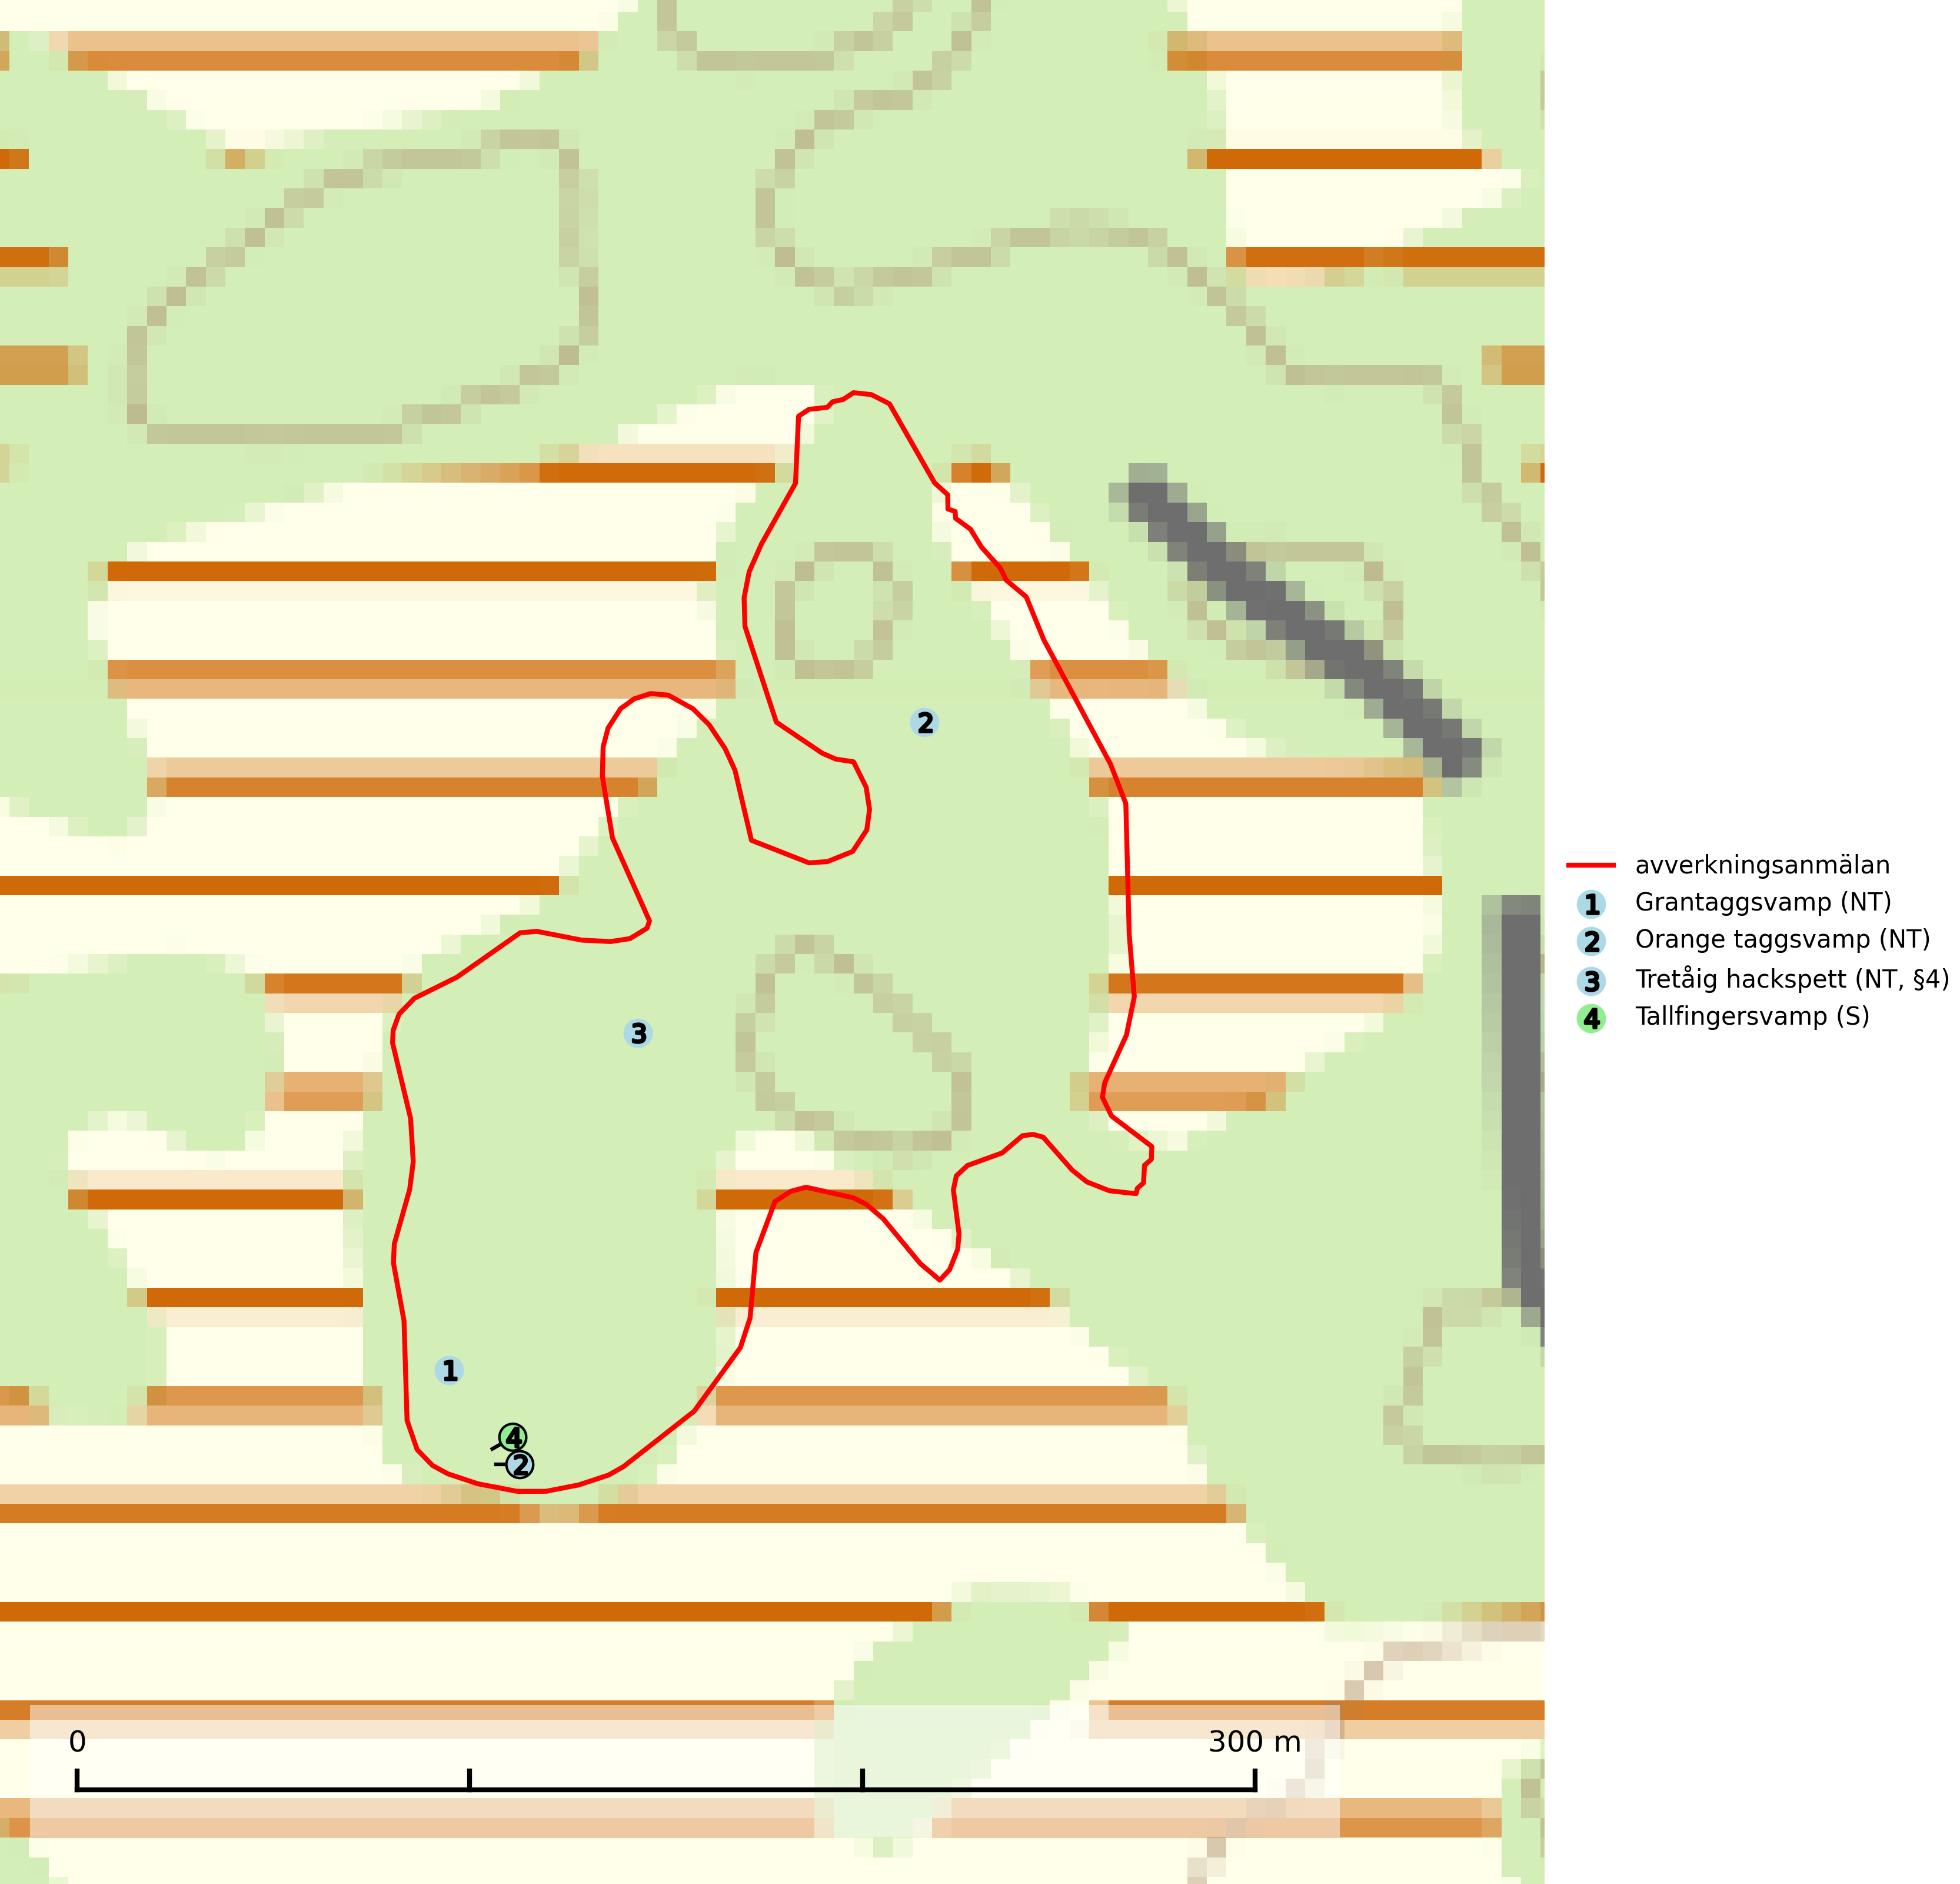 2
3
1
4
2
0 300 m
avverkningsanmälan
1 Grantaggsvamp (NT)
2 Orange taggsvamp (NT)
3 Tretåig hackspett (NT, §4)
4 Tallfingersvamp (S)